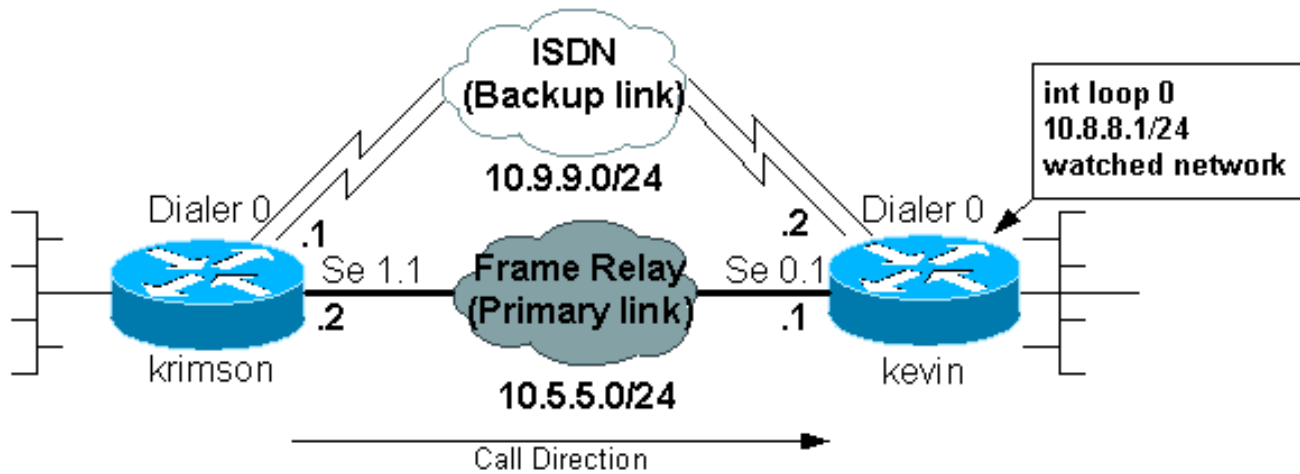 ISDN
(Backup link)
10.9.9.0/24
int loop 0
10.8.8.1/24
watched network
Dialer 0
.1
.2
Dialer 0
Se 1.1
.2
Frame Relay
(Primary link)
Se 0.1
.1
krimson
kevin
10.5.5.0/24
Call Direction